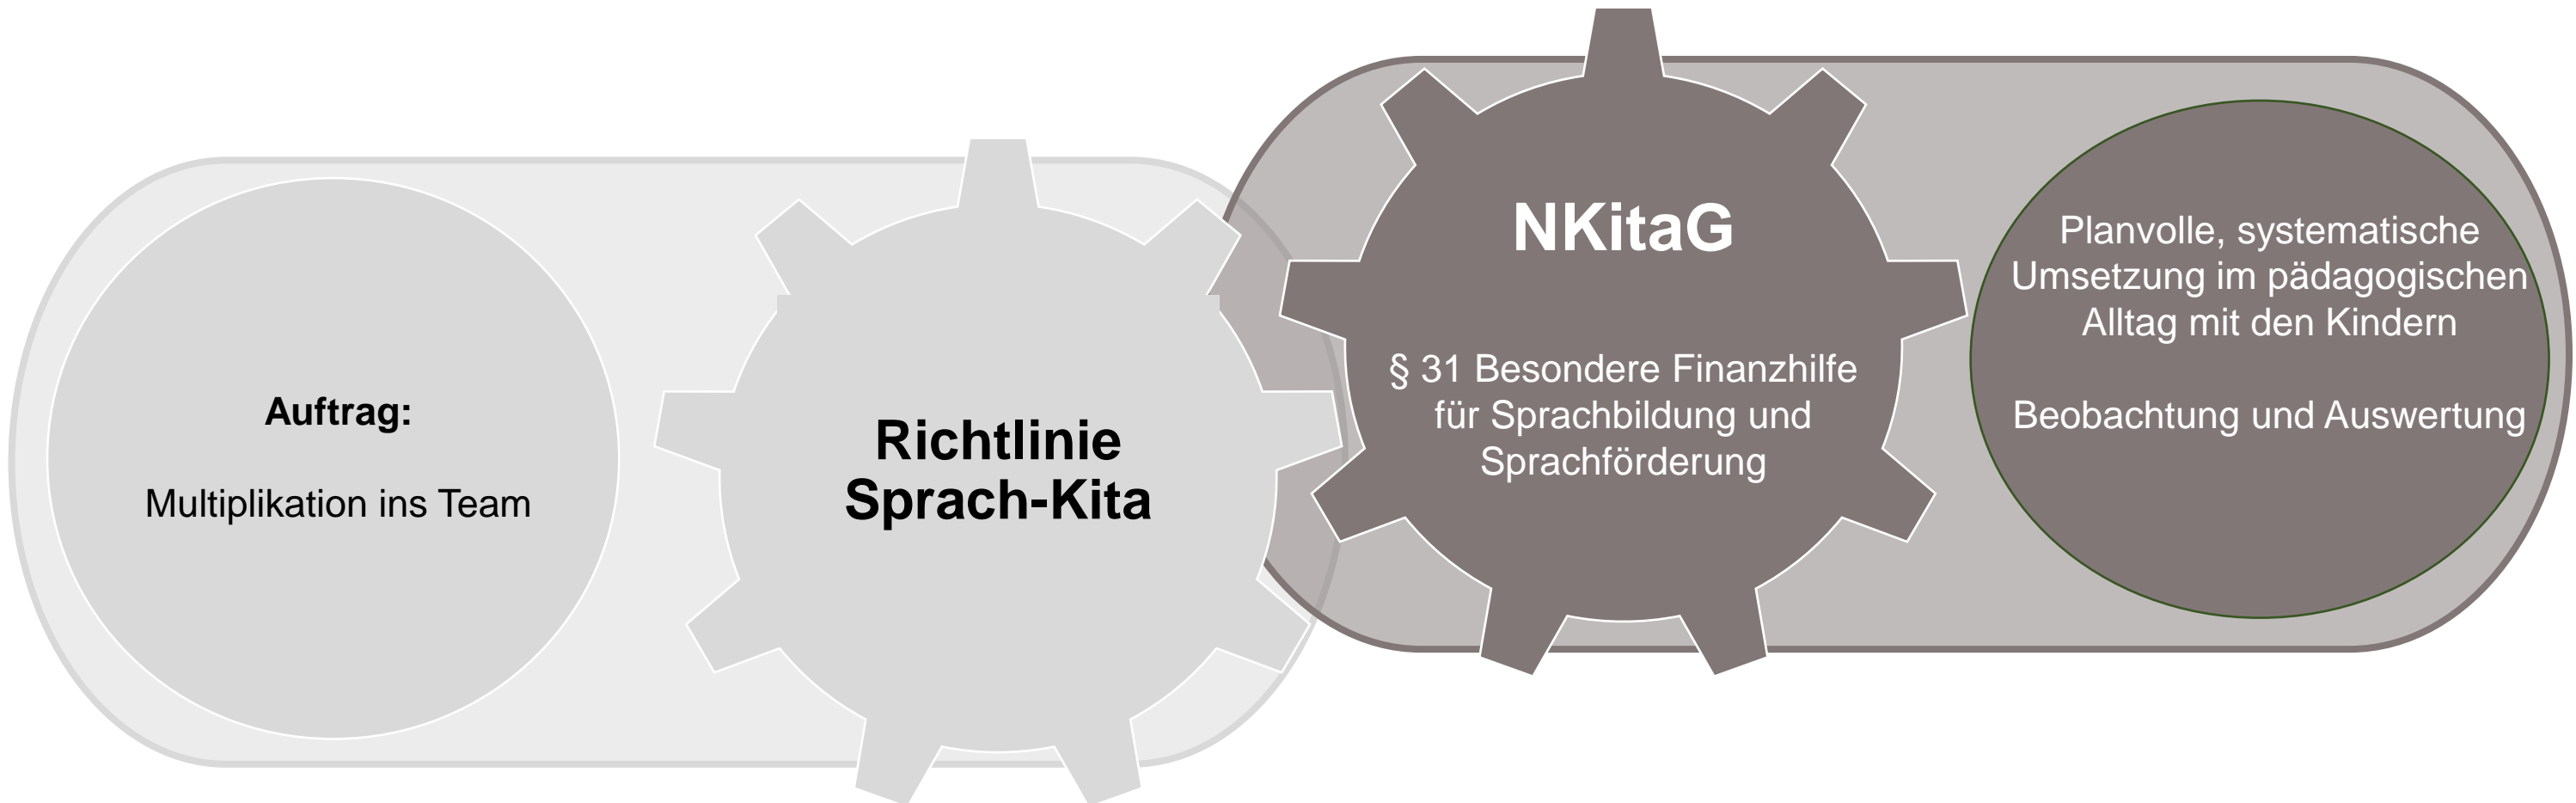 Auftrag:
Multiplikation ins Team
Richtlinie
Sprach-Kita
NKitaG
§ 31 Besondere Finanzhilfe
für Sprachbildung und
Sprachförderung
Planvolle, systematische
Umsetzung im pädagogischen
Alltag mit den Kindern
Beobachtung und Auswertung